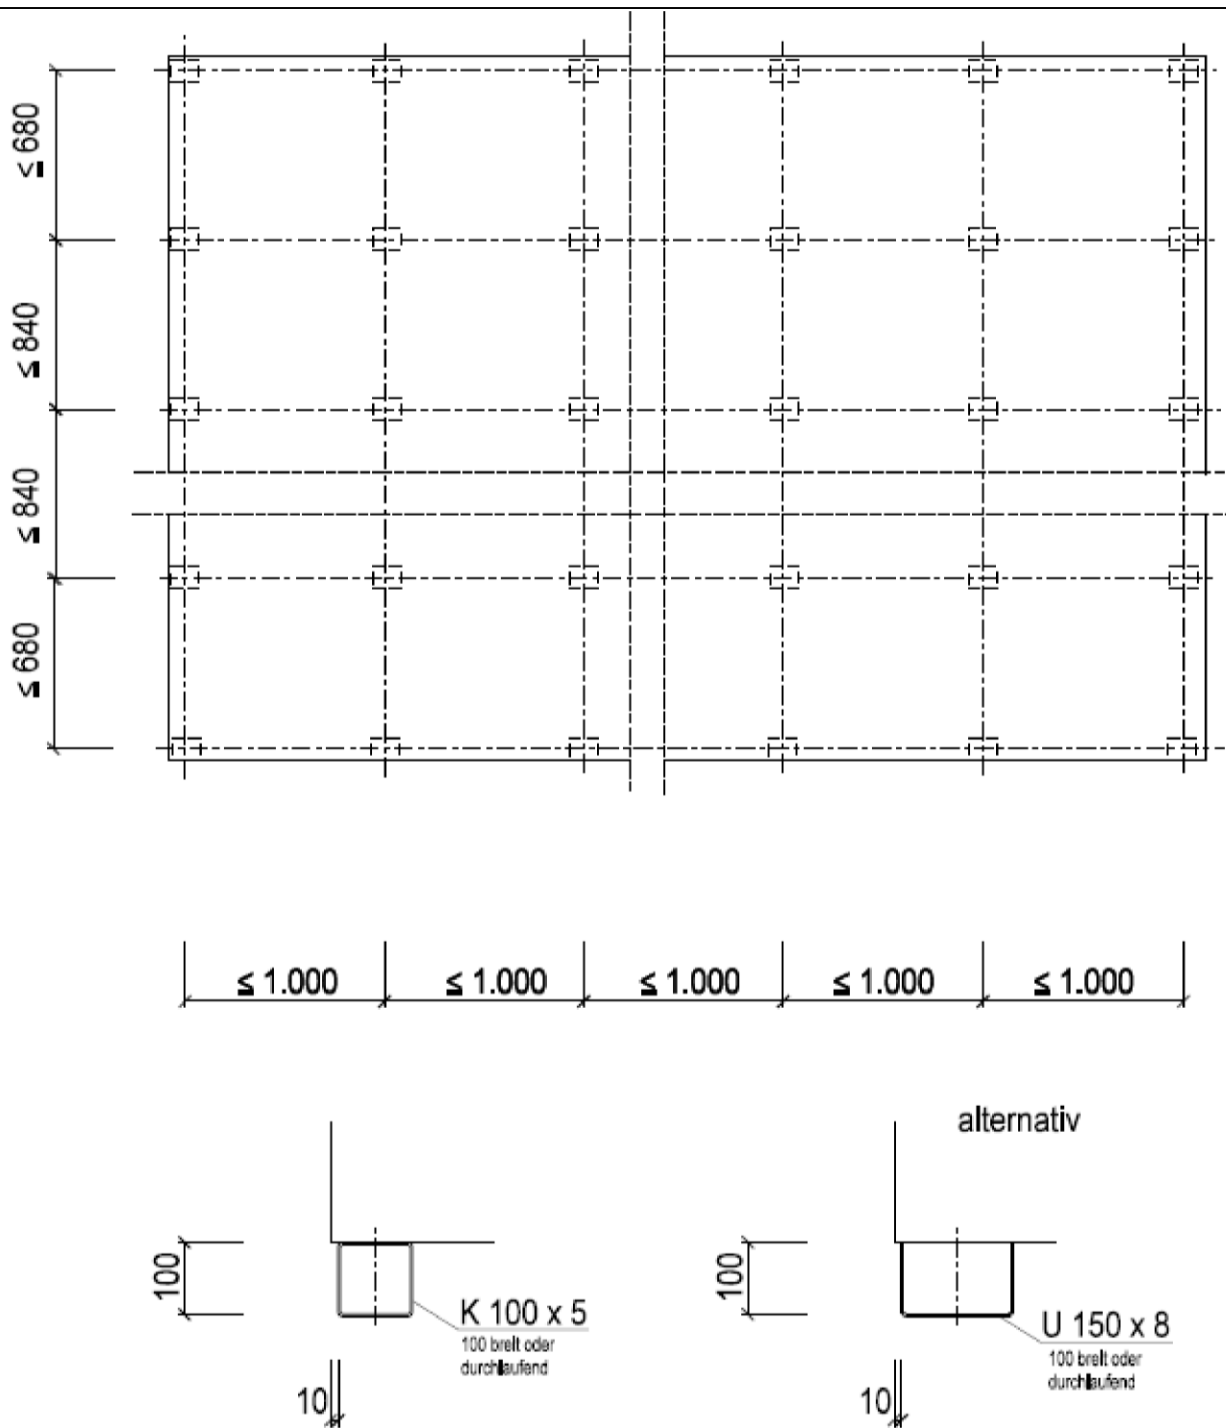 ≤ 680
≤ 840
≤ 840
≤ 680
≤ 1.000
≤ 1.000
≤ 1.000
≤ 1.000
≤ 1.000
alternativ
100
K 100 x 5
100 breit oder
durchlaufend
10
100
U 150 x 8
100 breit oder
durchlaufend
10